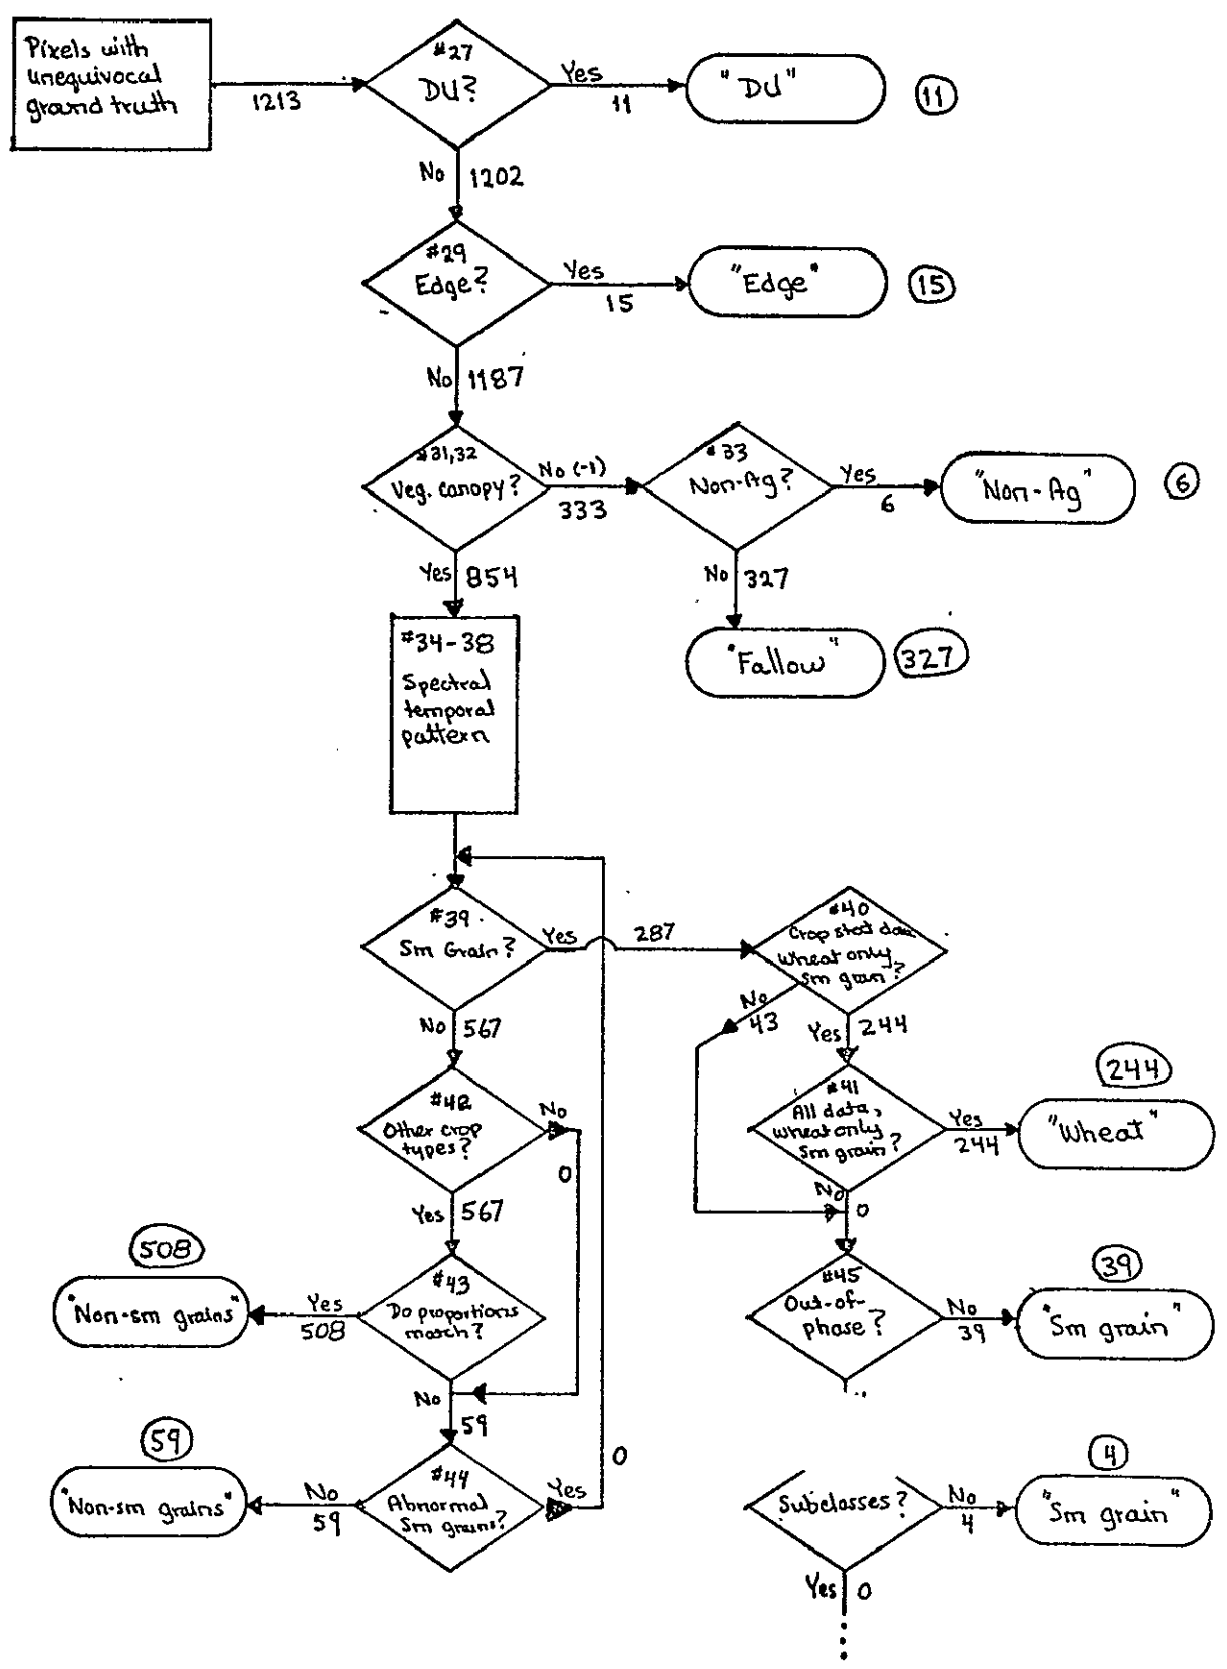 Pixels with
unequivocal
ground truth
1213
#27
DU?
Yes
11
"DU"
11
No 1202
#29
Edge?
Yes
15
"Edge"
15
No 1187
#31,32
Veg. canopy?
No (-1)
333
#33
Non-Ag?
Yes
6
"Non-Ag"
6
Yes 854
No 327
"Fallow"
327
#34-38
Spectral
temporal
pattern
#39
Sm Grain?
Yes
287
#40
Crop stat data
Wheat only
Sm grain?
No
43
Yes 244
No 567
#41
All data,
Wheat only
Sm grain?
Yes
244
"Wheat"
244
No
0
#42
Other crop
types?
No
0
Yes 567
#43
Do proportions
match?
Yes
508
"Non-sm grains"
508
#45
Out-of-
phase?
No
39
"Sm grain"
39
No
59
#44
Abnormal
Sm grains?
No
59
"Non-sm grains"
59
Yes
0
Subclasses?
No
4
"Sm grain"
4
Yes 0